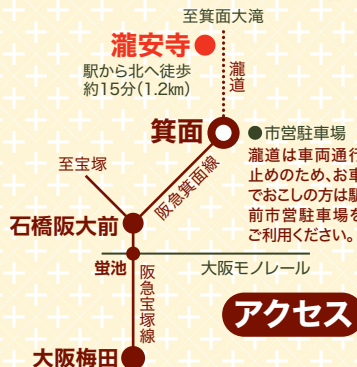 至箕面大滝
瀧安寺
駅から北へ徒歩
約15分(1.2km)
瀧道
箕面
●市営駐車場
瀧道は車両通行
止めのため、お車
でおこしの方は駅
前市営駐車場を
ご利用ください。
至宝塚
阪急箕面線
石橋阪大前
蛍池
大阪モノレール
阪急宝塚線
アクセス
大阪梅田